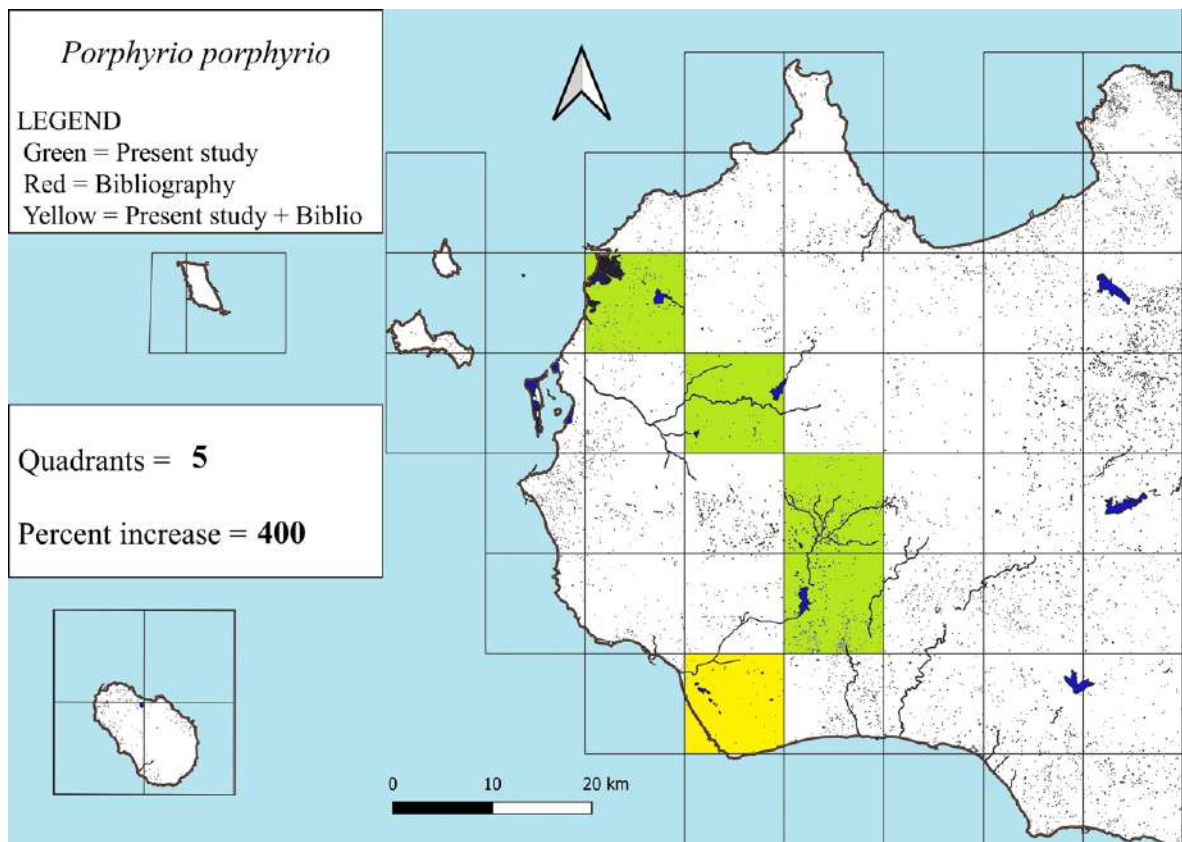 Porphyrio porphyrio
LEGEND
Green = Present study
Red = Bibliography
Yellow = Present study + Biblio
Quadrants = 5
Percent increase = 400
0 10 20 km